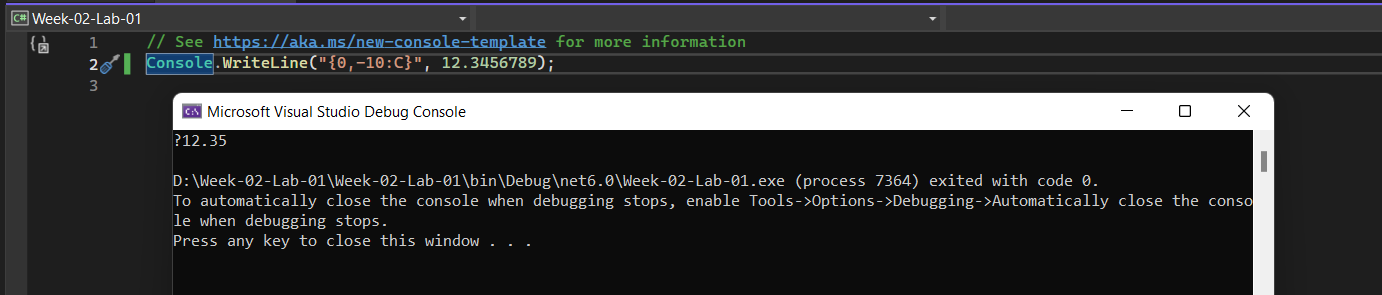 C# Week-02-Lab-01
1 // See https://aka.ms/new-console-template for more information
2 Console.WriteLine("{0,-10:C}", 12.3456789);
3
C:\ Microsoft Visual Studio Debug Console
?12.35
D:\Week-02-Lab-01\Week-02-Lab-01\bin\Debug\net6.0\Week-02-Lab-01.exe (process 7364) exited with code 0.
To automatically close the console when debugging stops, enable Tools->Options->Debugging->Automatically close the conso
le when debugging stops.
Press any key to close this window . . .